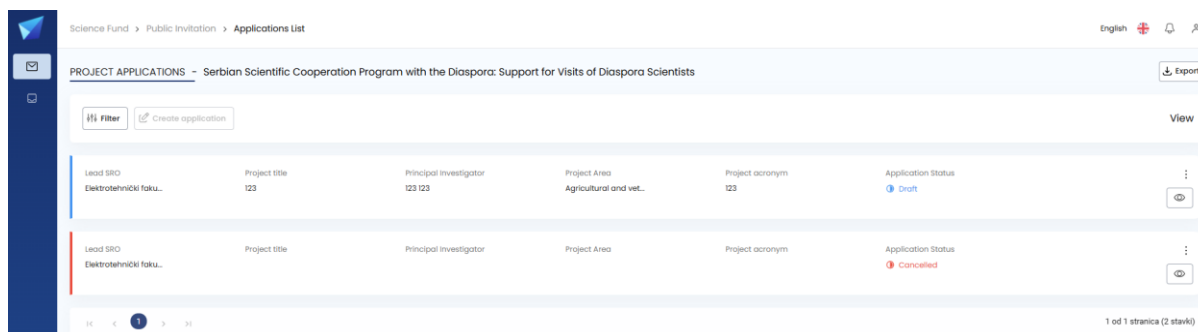 Science Fund > Public Invitation > Applications List English
PROJECT APPLICATIONS - Serbian Scientific Cooperation Program with the Diaspora: Support for Visits of Diaspora Scientists Export
Filter Create application View
Lead SRO Project title Principal Investigator Project Area Project acronym Application Status
Elektrotehnički faku... 123 123 123 Agricultural and vet... 123 Draft
Lead SRO Project title Principal Investigator Project Area Project acronym Application Status
Elektrotehnički faku... Cancelled
1 1 od 1 stranica (2 stavki)